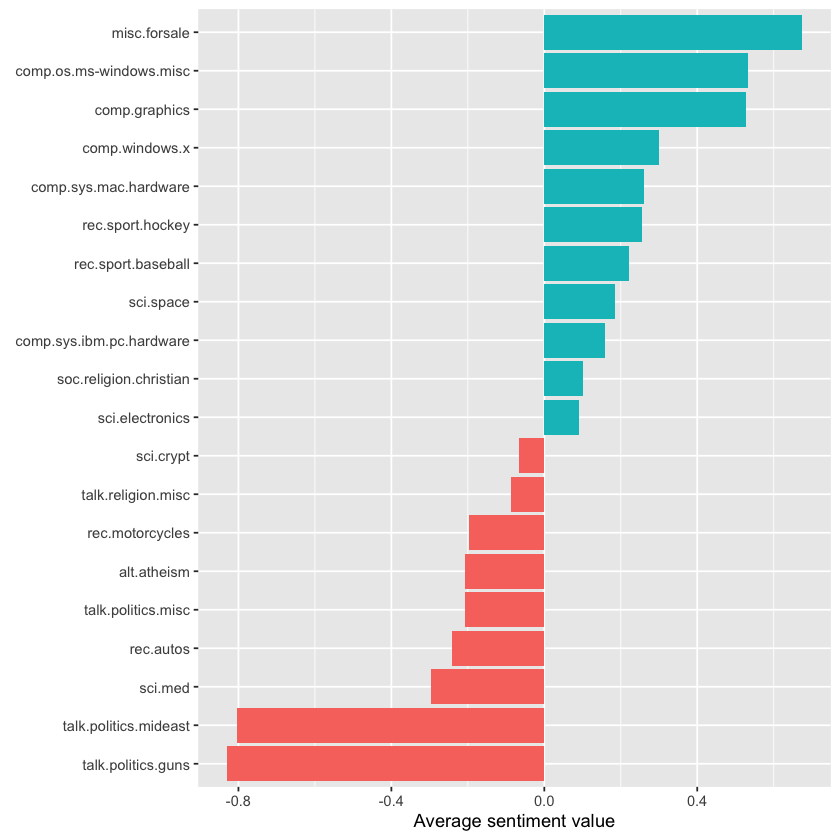 misc.forsale
comp.os.ms-windows.misc
comp.graphics
comp.windows.x
comp.sys.mac.hardware
rec.sport.hockey
rec.sport.baseball
sci.space
comp.sys.ibm.pc.hardware
soc.religion.christian
sci.electronics
sci.crypt
talk.religion.misc
rec.motorcycles
alt.atheism
talk.politics.misc
rec.autos
sci.med
talk.politics.mideast
talk.politics.guns
-0.8 -0.4 0.0 0.4
Average sentiment value